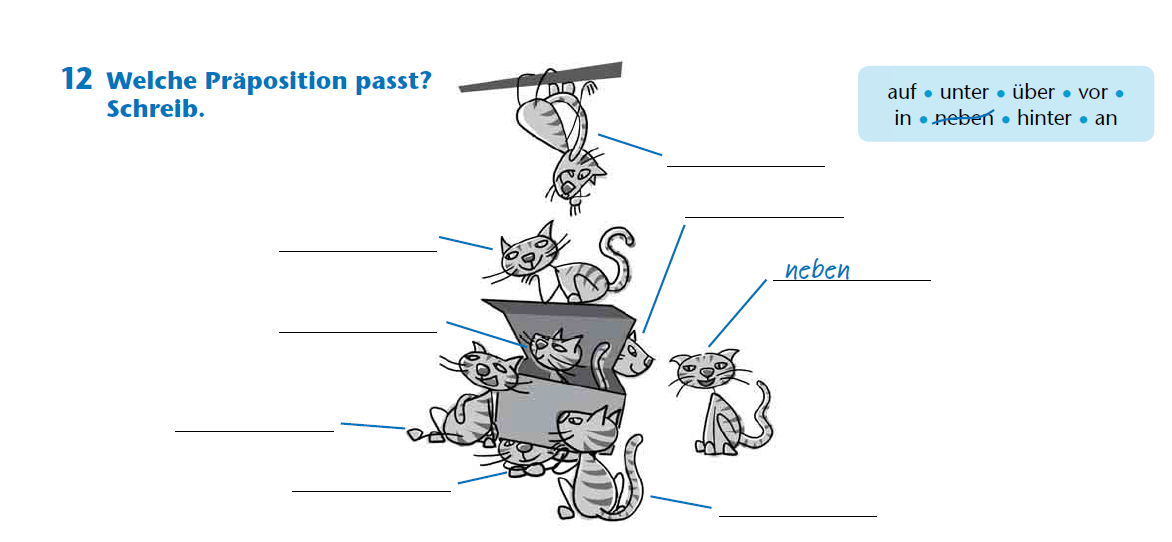 12 Welche Präposition passt?
Schreib.
auf • unter • über • vor •
in • neben • hinter • an
neben